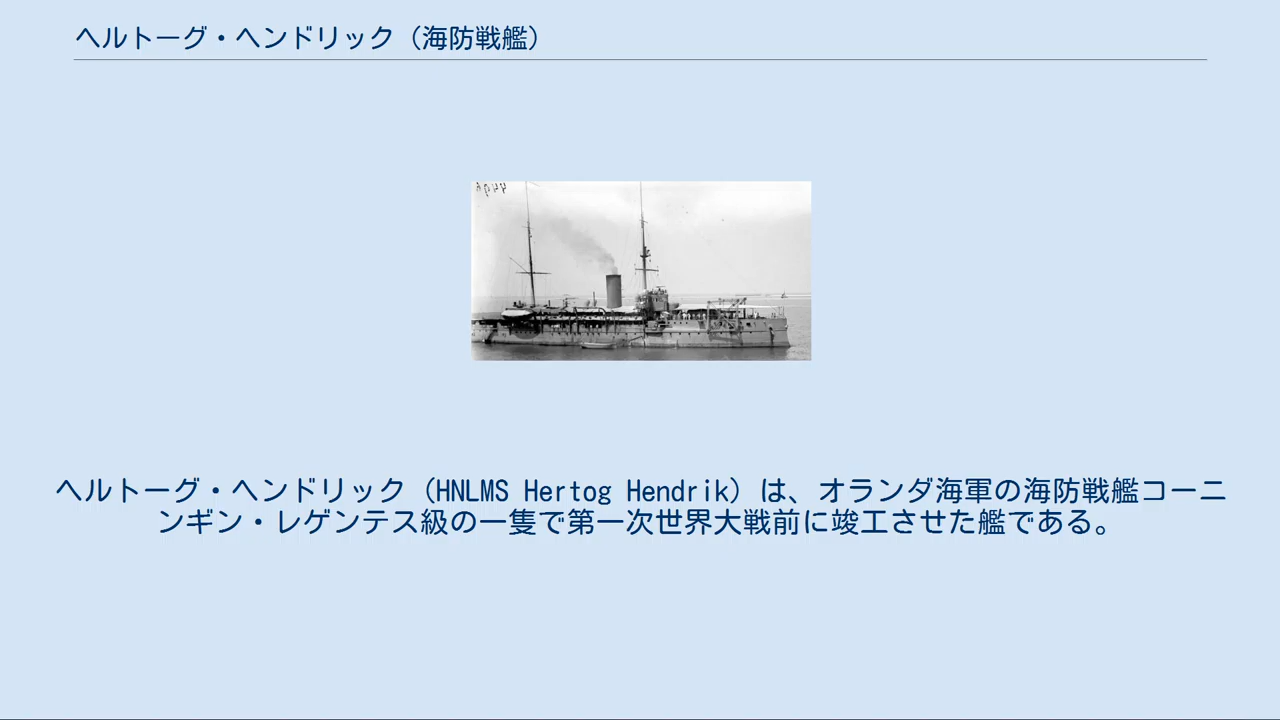 ヘルトーグ・ヘンドリック（海防戦艦）
ヘルトーグ・ヘンドリック（HNLMS Hertog Hendrik）は、オランダ海軍の海防戦艦コーニ
ンギン・レゲンテス級の一隻で第一次世界大戦前に竣工させた艦である。